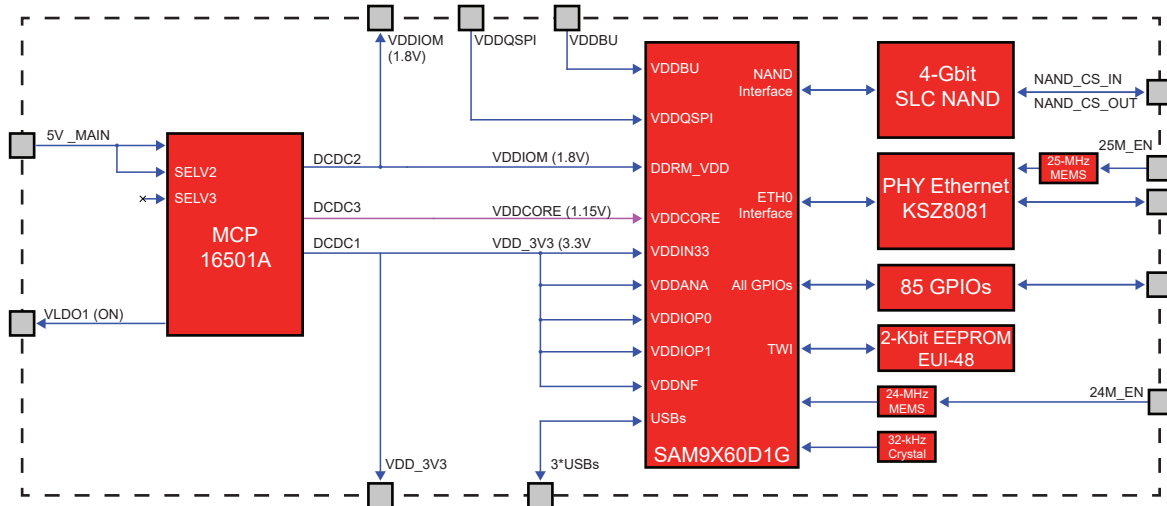 VDDIOM
(1.8V)
VDDQSPI
VDDBU
5V _MAIN
SELV2
SELV3
MCP
16501A
VLDO1 (ON)
DCDC2
VDDIOM (1.8V)
DCDC3
VDDCORE (1.15V)
DCDC1
VDD_3V3 (3.3V
VDD_3V3
3*USBs
VDDBU
VDDQSPI
DDRM_VDD
VDDCORE
VDDIN33
VDDANA
VDDIOP0
VDDIOP1
VDDNF
USBs
NAND
Interface
ETH0
Interface
All GPIOs
TWI
SAM9X60D1G
4-Gbit
SLC NAND
NAND_CS_IN
NAND_CS_OUT
PHY Ethernet
KSZ8081
25-MHz
MEMS
25M_EN
85 GPIOs
2-Kbit EEPROM
EUI-48
24-MHz
MEMS
24M_EN
32-kHz
Crystal